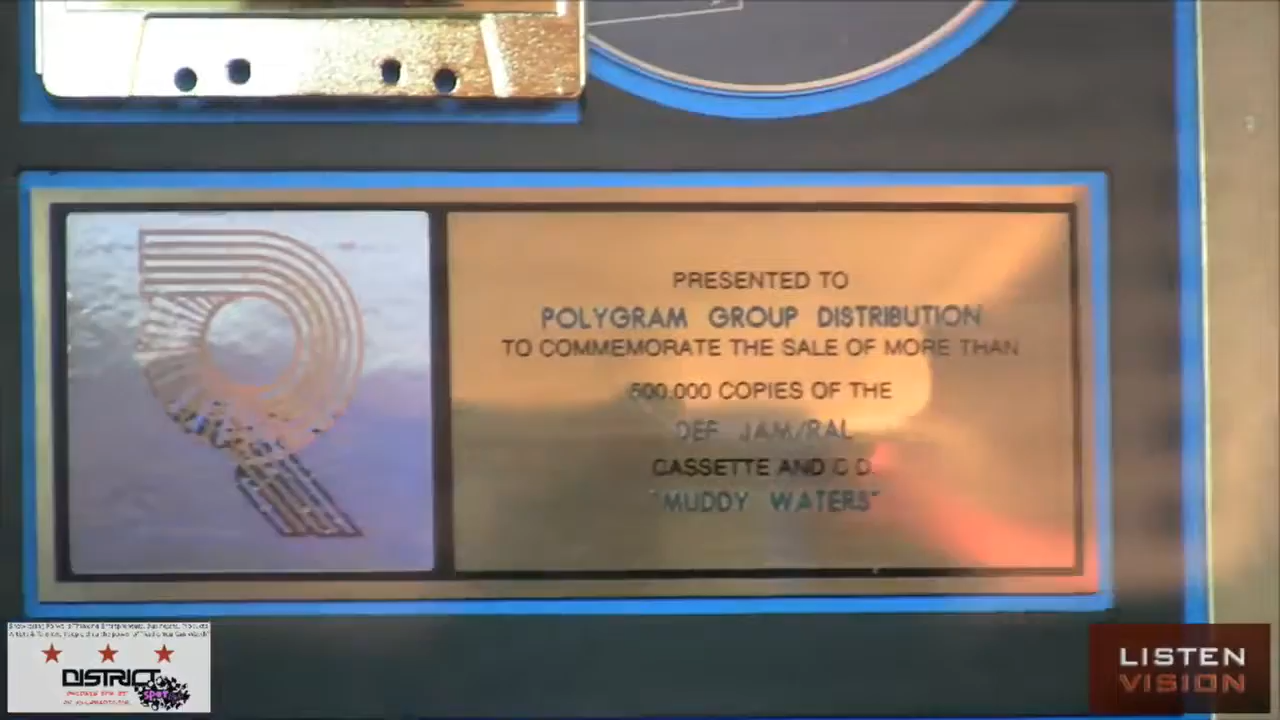 PRESENTED TO
POLYGRAM GROUP DISTRIBUTION
TO COMMEMORATE THE SALE OF MORE THAN
500,000 COPIES OF THE
DEF JAM/RAL
CASSETTE AND C D.
"MUDDY WATERS"
DISTRICT
SPOT
LISTEN
VISION